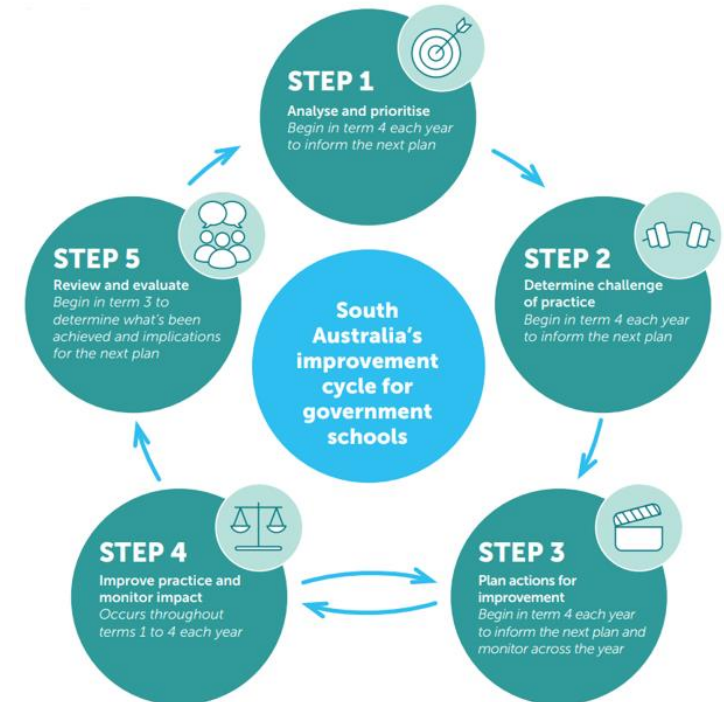 STEP 1
Analyse and prioritise
Begin in term 4 each year
to inform the next plan
STEP 2
Determine challenge
of practice
Begin in term 4 each year
to inform the next plan
STEP 3
Plan actions for
improvement
Begin in term 4 each year
to inform the next plan and
monitor across the year
STEP 4
Improve practice and
monitor impact
Occurs throughout
terms 1 to 4 each year
STEP 5
Review and evaluate
Begin in term 3 to
determine what's been
achieved and implications
for the next plan
South
Australia's
improvement
cycle for
government
schools